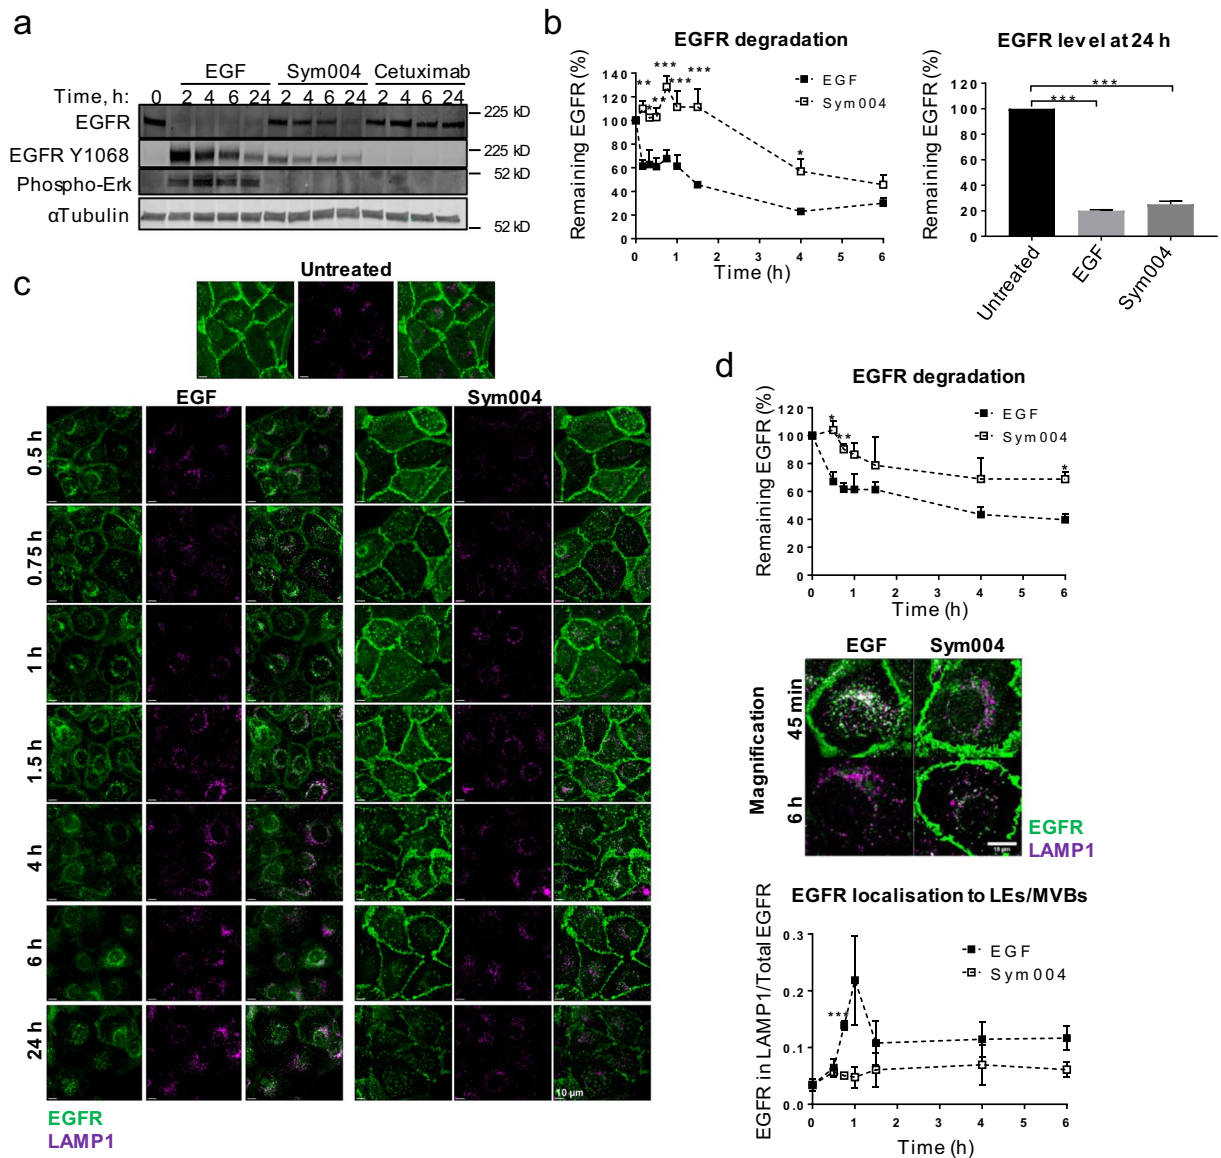 a
EGF Sym004 Cetuximab
Time, h: 0 2 4 6 24 2 4 6 24 2 4 6 24
EGFR 225 kD
EGFR Y1068 225 kD
Phospho-Erk 52 kD
αTubulin 52 kD
b
EGFR degradation
Remaining EGFR (%)
140
120
100
80
60
40
20
0
** * ** *** *** *** *
EGF
Sym004
0 1 2 3 4 5 6
Time (h)
EGFR level at 24 h
Remaining EGFR (%)
120
100
80
60
40
20
0
***
***
Untreated
EGF
Sym004
c
Untreated
EGF Sym004
0.5 h
0.75 h
1 h
1.5 h
4 h
6 h
24 h
10 μm
EGFR
LAMP1
d
EGFR degradation
Remaining EGFR (%)
120
100
80
60
40
20
0
* ** *
EGF
Sym004
0 1 2 3 4 5 6
Time (h)
EGF Sym004
Magnification
45 min
6 h
10 μm
EGFR
LAMP1
EGFR localisation to LEs/MVBs
EGFR in LAMP1/Total EGFR
0.3
0.2
0.1
0.0
***
EGF
Sym004
0 1 2 3 4 5 6
Time (h)